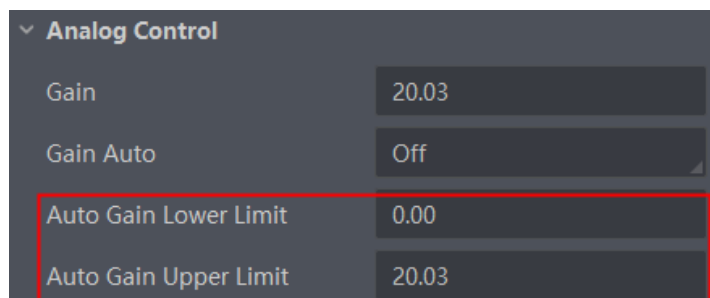 Analog Control
Gain 20.03
Gain Auto Off
Auto Gain Lower Limit 0.00
Auto Gain Upper Limit 20.03